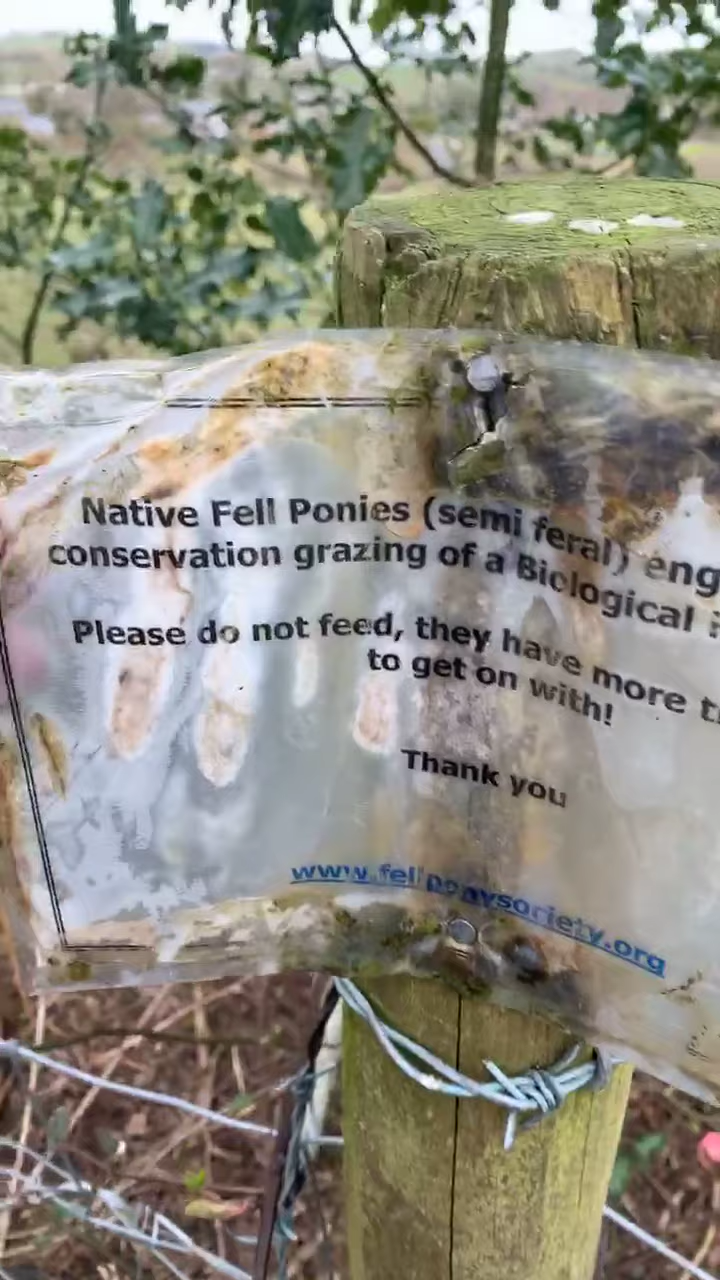 Native Fell Ponies (semi feral) eng
conservation grazing of a Biological
Please do not feed, they have more t
to get on with!
Thank you
www.fellponysociety.org